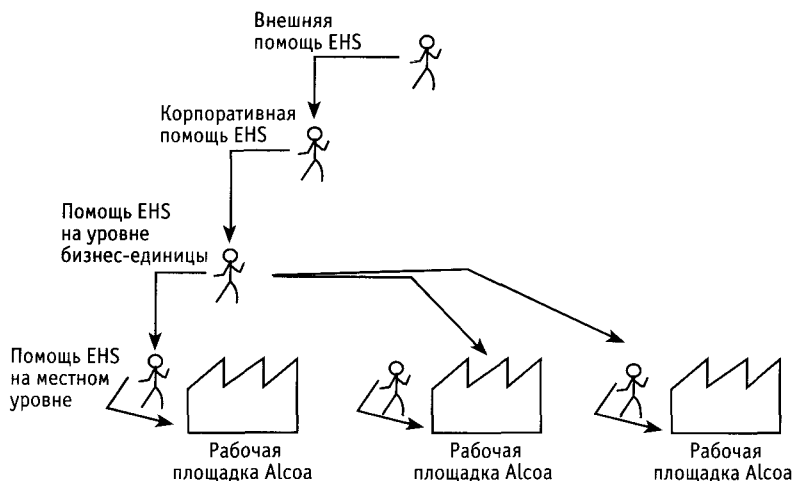 Внешняя
помощь EHS
Корпоративная
помощь EHS
Помощь EHS
на уровне
бизнес-единицы
Помощь EHS
на местном
уровне
Рабочая
площадка Alcoa
Рабочая
площадка Alcoa
Рабочая
площадка Alcoa